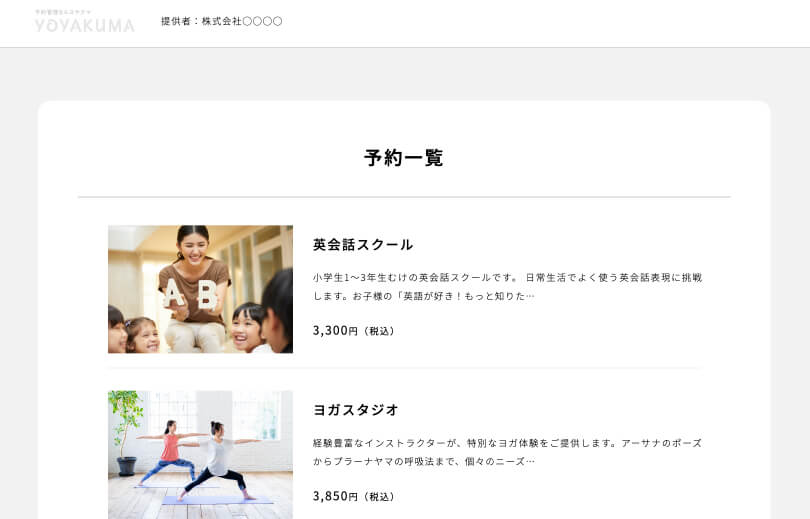 予約管理ならヨヤクマ
YOYAKUMA
提供者：株式会社〇〇〇〇
予約一覧
英会話スクール
小学生1〜3年生むけの英会話スクールです。 日常生活でよく使う英会話表現に挑戦
します。お子様の「英語が好き！もっと知りた…
A B
3,300円（税込）
ヨガスタジオ
経験豊富なインストラクターが、特別なヨガ体験をご提供します。アーサナのポーズ
からプラーナヤマの呼吸法まで、個々のニーズ…
3,850円（税込）